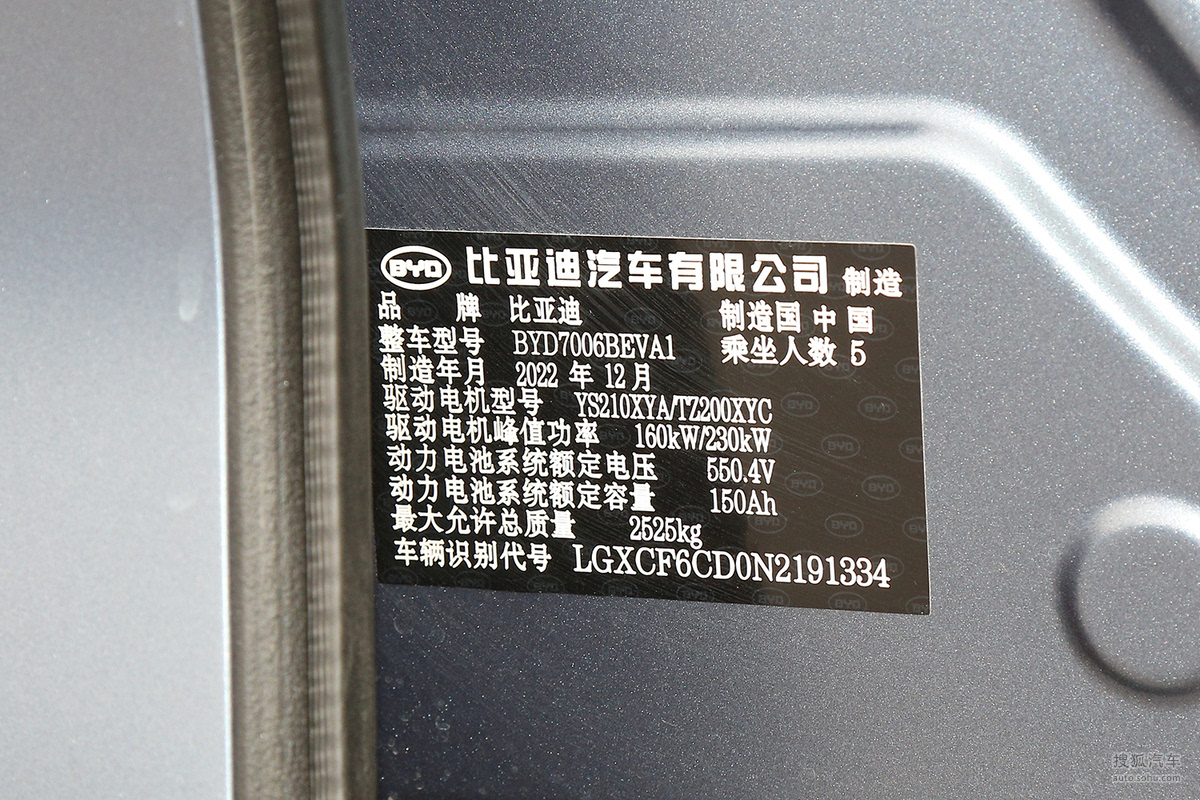 BYD 比亚迪汽车有限公司 制造
品 牌 比亚迪 制造国 中国
整车型号 BYD7006BEVA1 乘坐人数 5
制造年月 2022 年 12 月
驱动电机型号 YS210XYA/TZ200XYC
驱动电机峰值功率 160kW/230kW
动力电池系统额定电压 550.4V
动力电池系统额定容量 150Ah
最大允许总质量 2525kg
车辆识别代号 LGXCF6CD0N2191334
搜狐汽车
auto.sohu.com